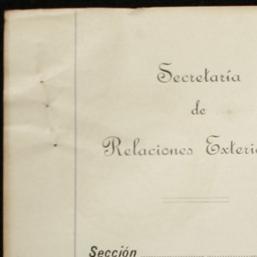 Secretaría
de
Relaciones Exteri
Sección